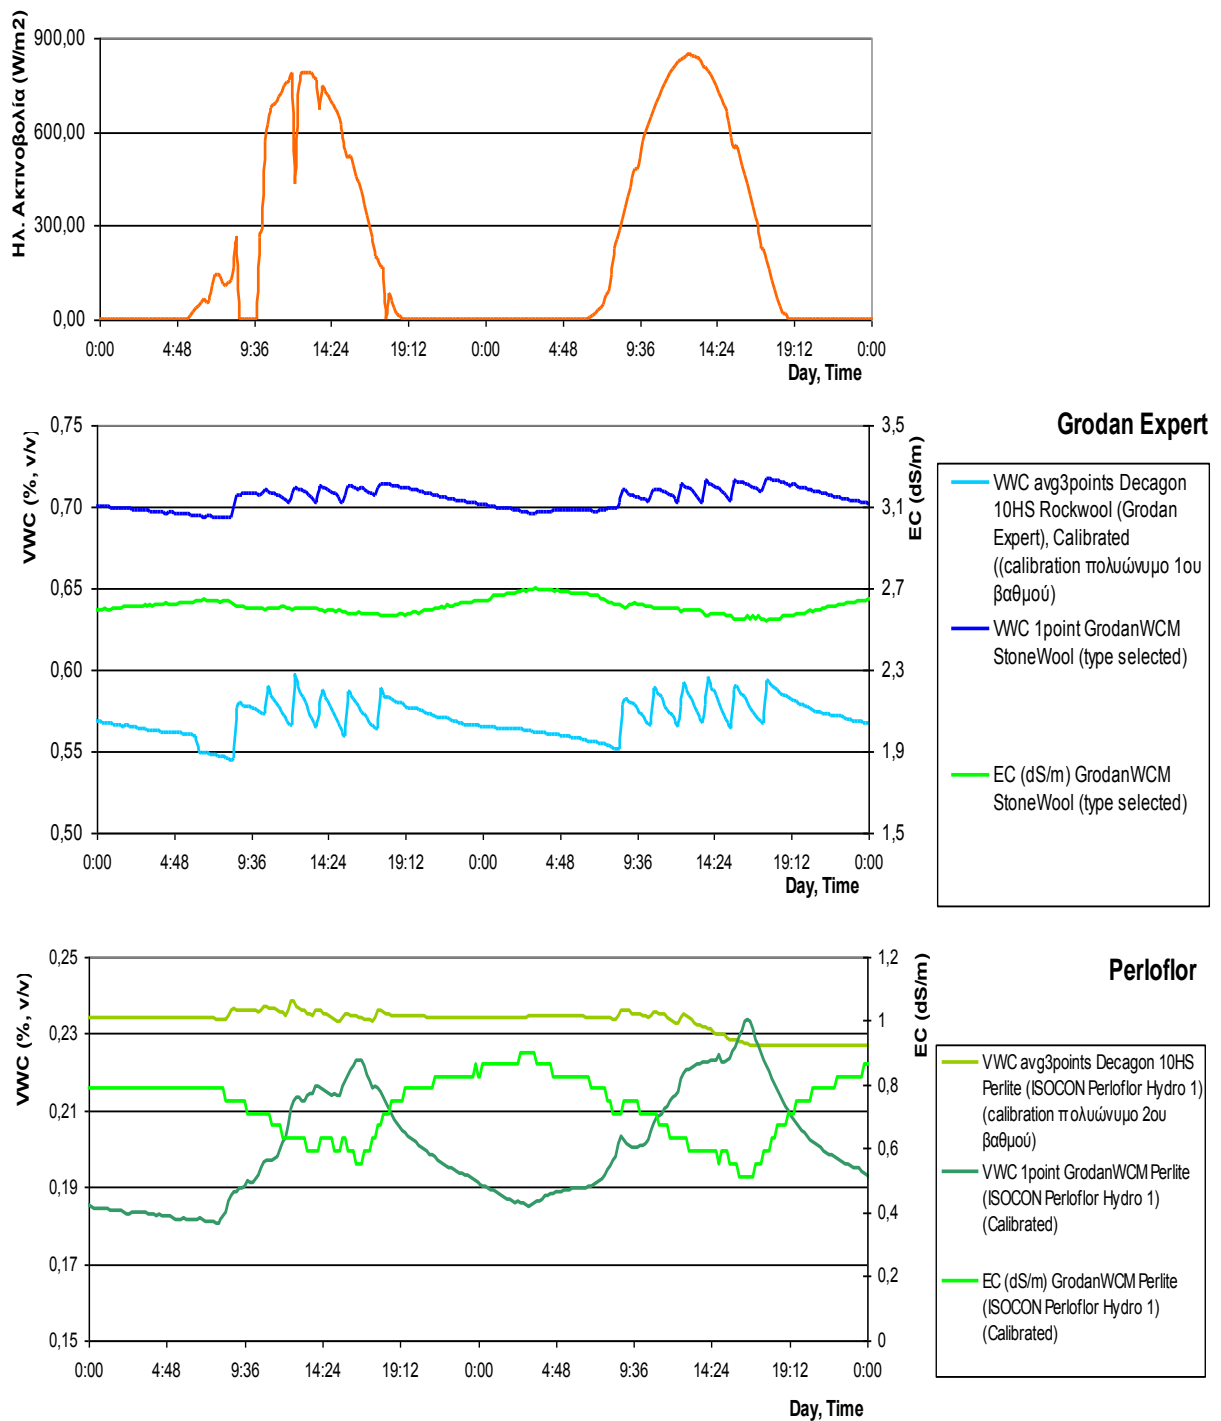 Ηλ. Ακτινοβολία (W/m2)
900,00
600,00
300,00
0,00
0:00 4:48 9:36 14:24 19:12 0:00 4:48 9:36 14:24 19:12 0:00
Day, Time
Grodan Expert
VWC (%, v/v)
0,75
0,70
0,65
0,60
0,55
0,50
EC (dS/m)
3,5
3,1
2,7
2,3
1,9
1,5
0:00 4:48 9:36 14:24 19:12 0:00 4:48 9:36 14:24 19:12 0:00
Day, Time
VWC avg3points Decagon
10HS Rockwool (Grodan
Expert), Calibrated
((calibration πολυώνυμο 1ου
βαθμού)
VWC 1point GrodanWCM
StoneWool (type selected)
EC (dS/m) GrodanWCM
StoneWool (type selected)
Perloflor
VWC (%, v/v)
0,25
0,23
0,21
0,19
0,17
0,15
EC (dS/m)
1,2
1
0,8
0,6
0,4
0,2
0
0:00 4:48 9:36 14:24 19:12 0:00 4:48 9:36 14:24 19:12 0:00
Day, Time
VWC avg3points Decagon 10HS
Perlite (ISOCON Perloflor Hydro 1)
(calibration πολυώνυμο 2ου
βαθμού)
VWC 1point GrodanWCM Perlite
(ISOCON Perloflor Hydro 1)
(Calibrated)
EC (dS/m) GrodanWCM Perlite
(ISOCON Perloflor Hydro 1)
(Calibrated)